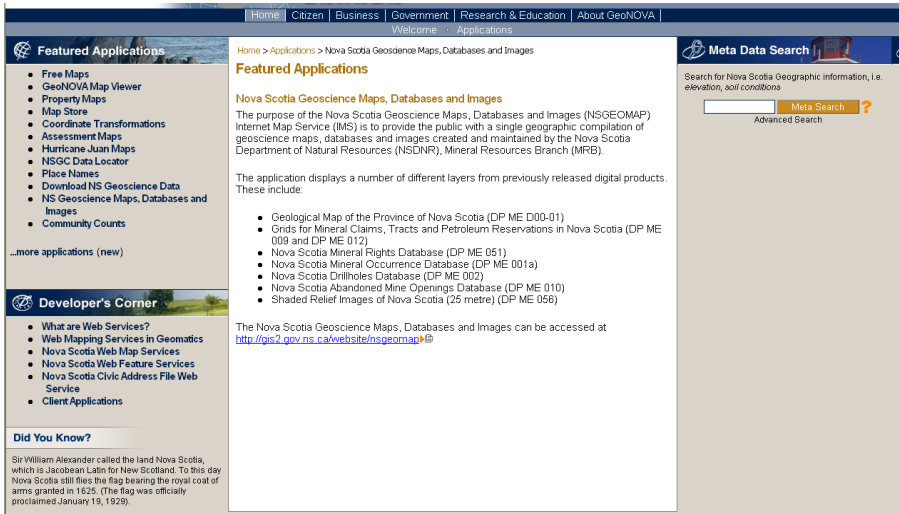 Home | Citizen | Business | Government | Research & Education | About GeoNOVA |
Welcome · Applications
Featured Applications
Free Maps
GeoNOVA Map Viewer
Property Maps
Map Store
Coordinate Transformations
Assessment Maps
Hurricane Juan Maps
NSGC Data Locator
Place Names
Download NS Geoscience Data
NS Geoscience Maps, Databases and
Images
Community Counts
...more applications (new)
Developer's Corner
What are Web Services?
Web Mapping Services in Geomatics
Nova Scotia Web Map Services
Nova Scotia Web Feature Services
Nova Scotia Civic Address File Web
Service
Client Applications
Did You Know?
Sir William Alexander called the land Nova Scotia,
which is Jacobean Latin for New Scotland. To this day
Nova Scotia still flies the flag bearing the royal coat of
arms granted in 1625. (The flag was officially
proclaimed January 19, 1929).
Home > Applications > Nova Scotia Geoscience Maps, Databases and Images
Featured Applications
Nova Scotia Geoscience Maps, Databases and Images
The purpose of the Nova Scotia Geoscience Maps, Databases and Images (NSGEOMAP)
Internet Map Service (IMS) is to provide the public with a single geographic compilation of
geoscience maps, databases and images created and maintained by the Nova Scotia
Department of Natural Resources (NSDNR), Mineral Resources Branch (MRB).
The application displays a number of different layers from previously released digital products.
These include:
Geological Map of the Province of Nova Scotia (DP ME D00-01)
Grids for Mineral Claims, Tracts and Petroleum Reservations in Nova Scotia (DP ME
009 and DP ME 012)
Nova Scotia Mineral Rights Database (DP ME 051)
Nova Scotia Mineral Occurrence Database (DP ME 001a)
Nova Scotia Drillholes Database (DP ME 002)
Nova Scotia Abandoned Mine Openings Database (DP ME 010)
Shaded Relief Images of Nova Scotia (25 metre) (DP ME 056)
The Nova Scotia Geoscience Maps, Databases and Images can be accessed at
http://gis2.gov.ns.ca/website/nsgeomap
Meta Data Search
Search for Nova Scotia Geographic information, i.e.
elevation, soil conditions
Meta Search ?
Advanced Search